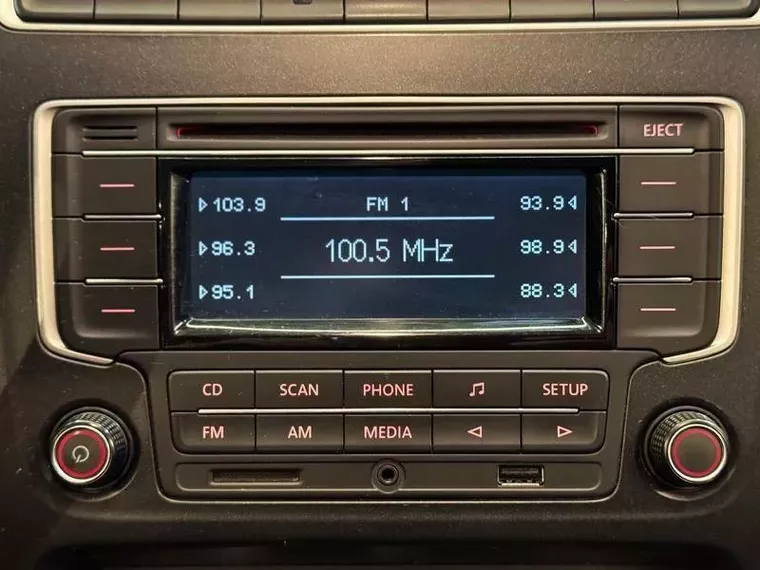 EJECT
▷103.9 FM 1 93.9◁
▷96.3 100.5 MHz 98.9◁
▷95.1 88.3◁
CD SCAN PHONE ♫ SETUP
FM AM MEDIA ◁ ▷